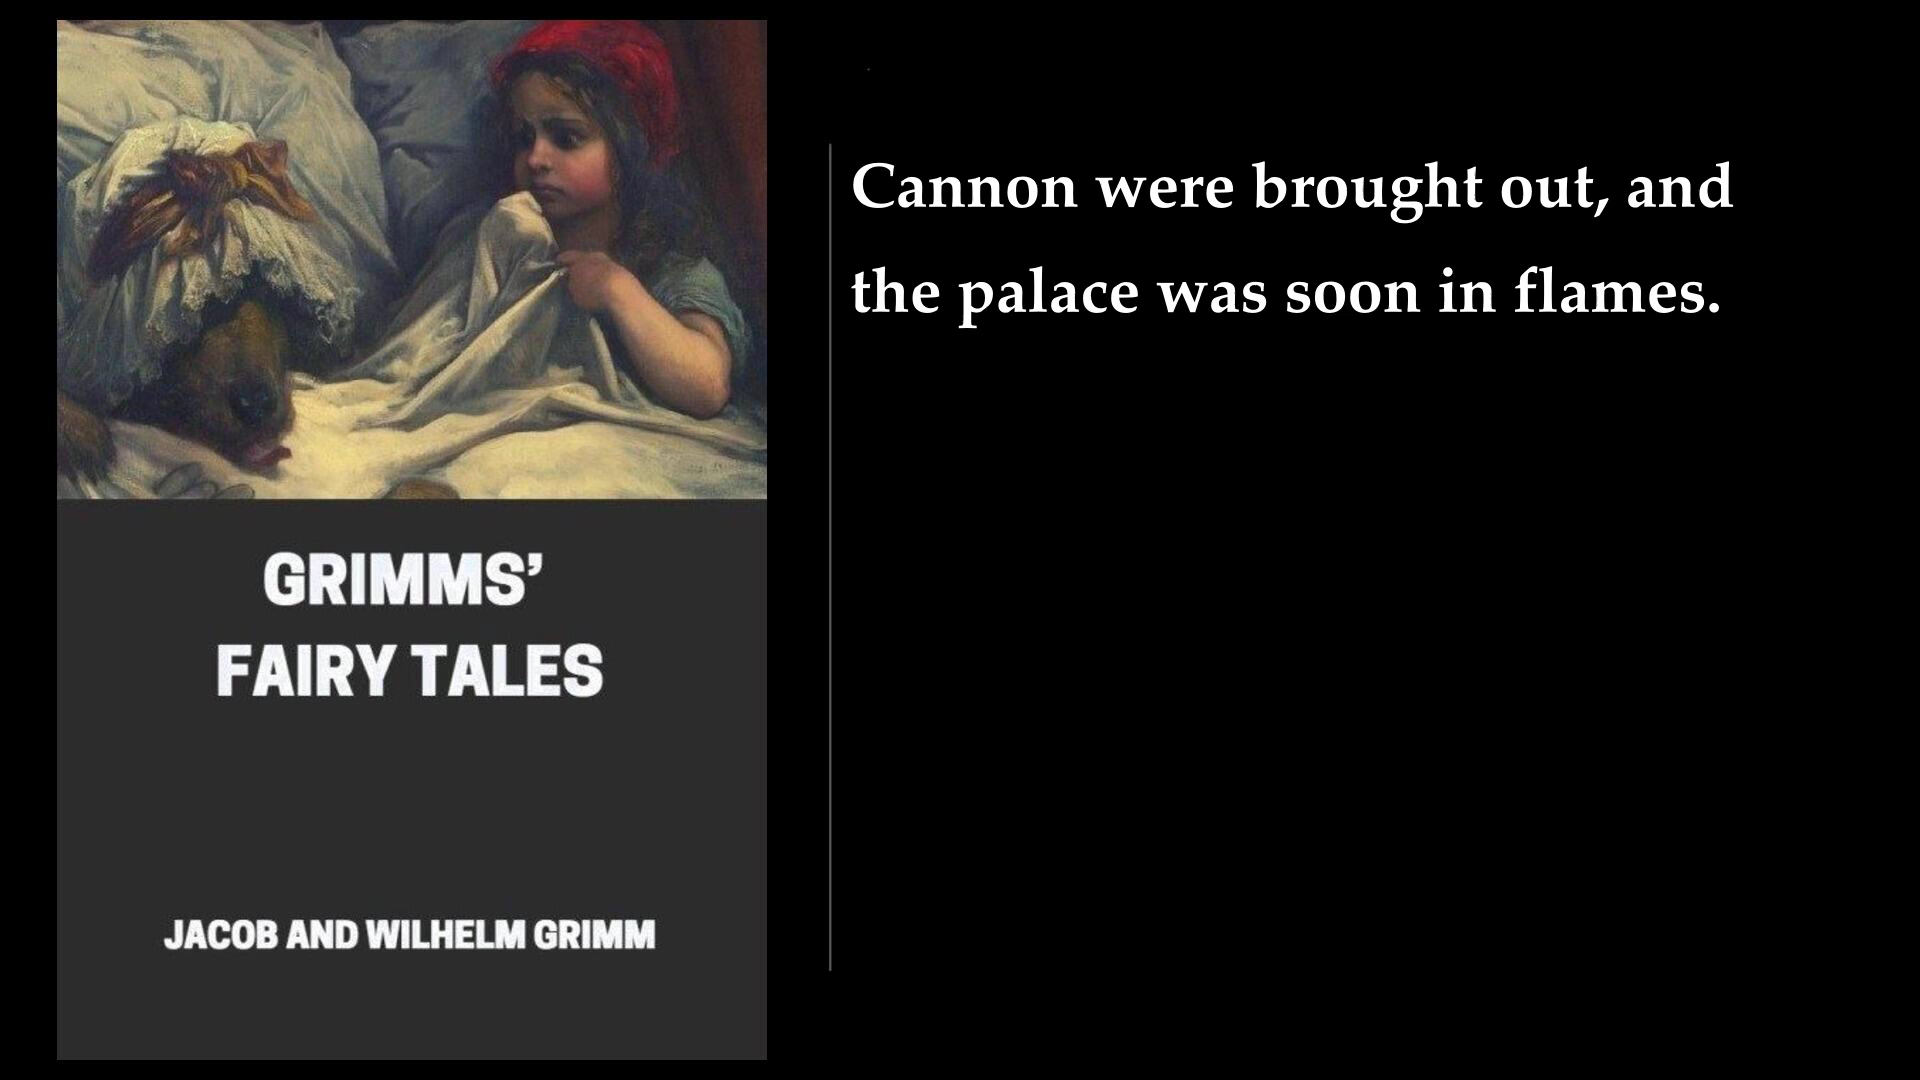 GRIMMS’
FAIRY TALES
JACOB AND WILHELM GRIMM
Cannon were brought out, and
the palace was soon in flames.